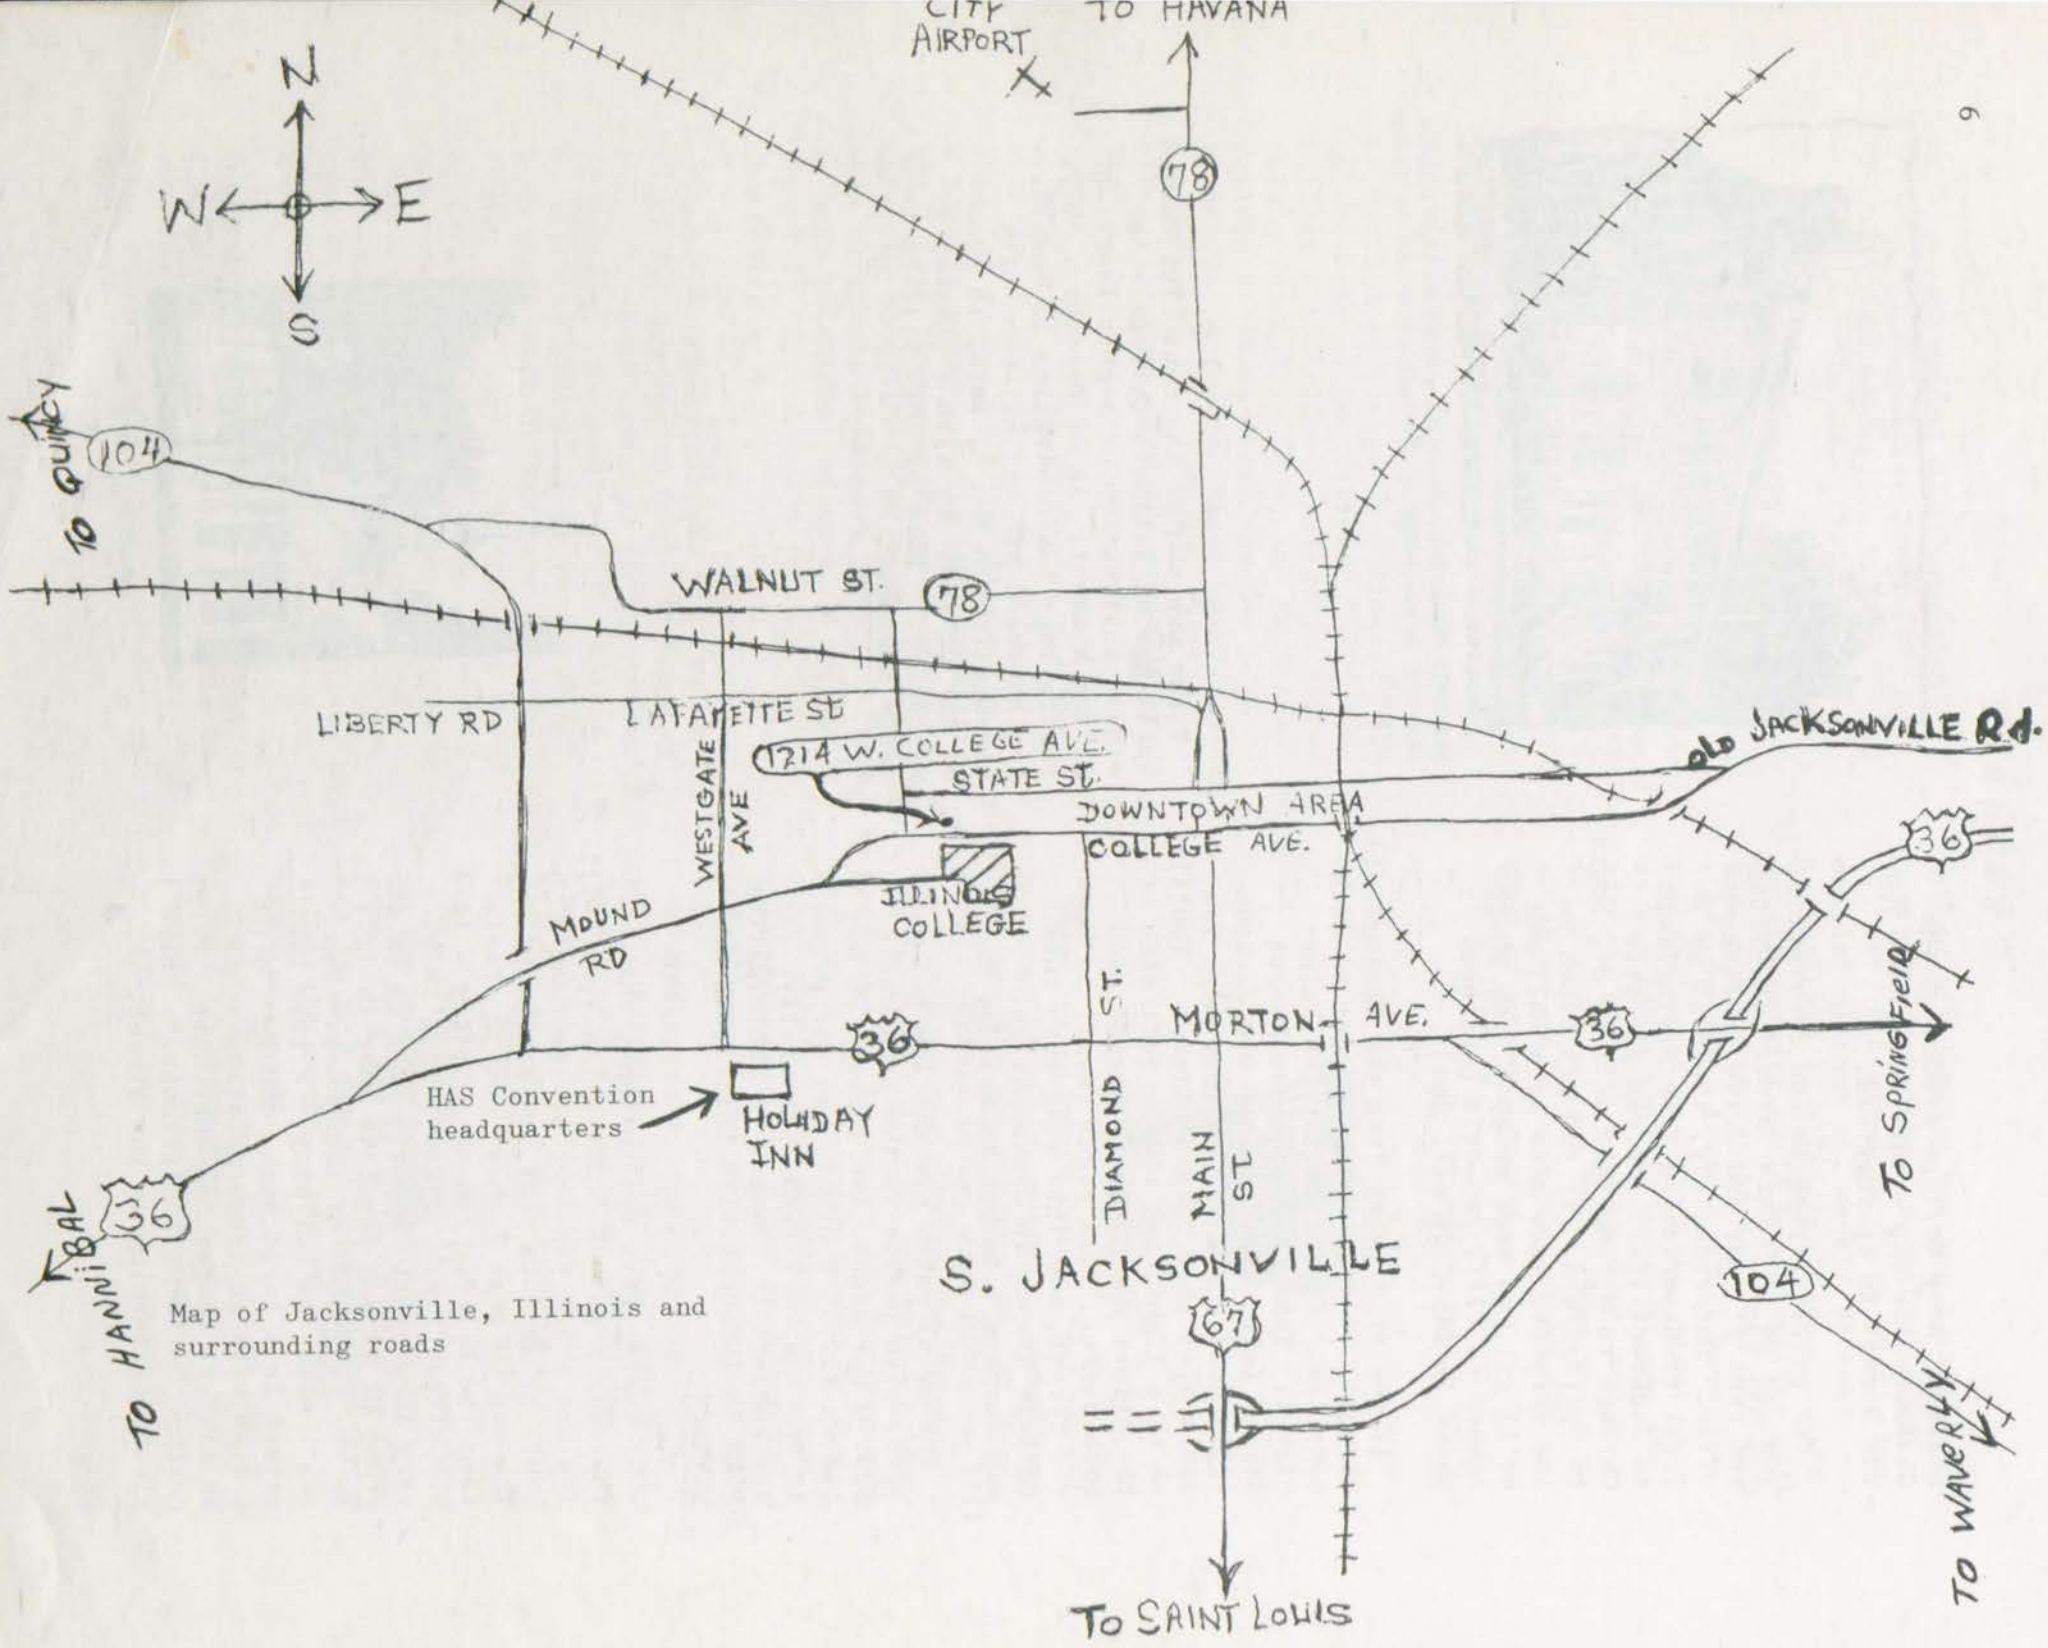 CITY
AIRPORT
TO HAVANA
6
N
W
E
S
78
TO QUINCY
104
WALNUT ST.
78
LIBERTY RD
LAFAYETTE ST
WESTGATE
AVE
1214 W. COLLEGE AVE.
STATE ST.
DOWNTOWN AREA
COLLEGE AVE.
OLD JACKSONVILLE Rd.
36
ILLINOIS
COLLEGE
MOUND
RD
MORTON AVE.
36
36
TO SPRINGFIELD
HAS Convention
headquarters
HOLIDAY
INN
DIAMOND ST.
MAIN
ST.
36
TO HANNIBAL
S. JACKSONVILLE
104
67
Map of Jacksonville, Illinois and
surrounding roads
TO WAVERLY
TO SAINT LOUIS